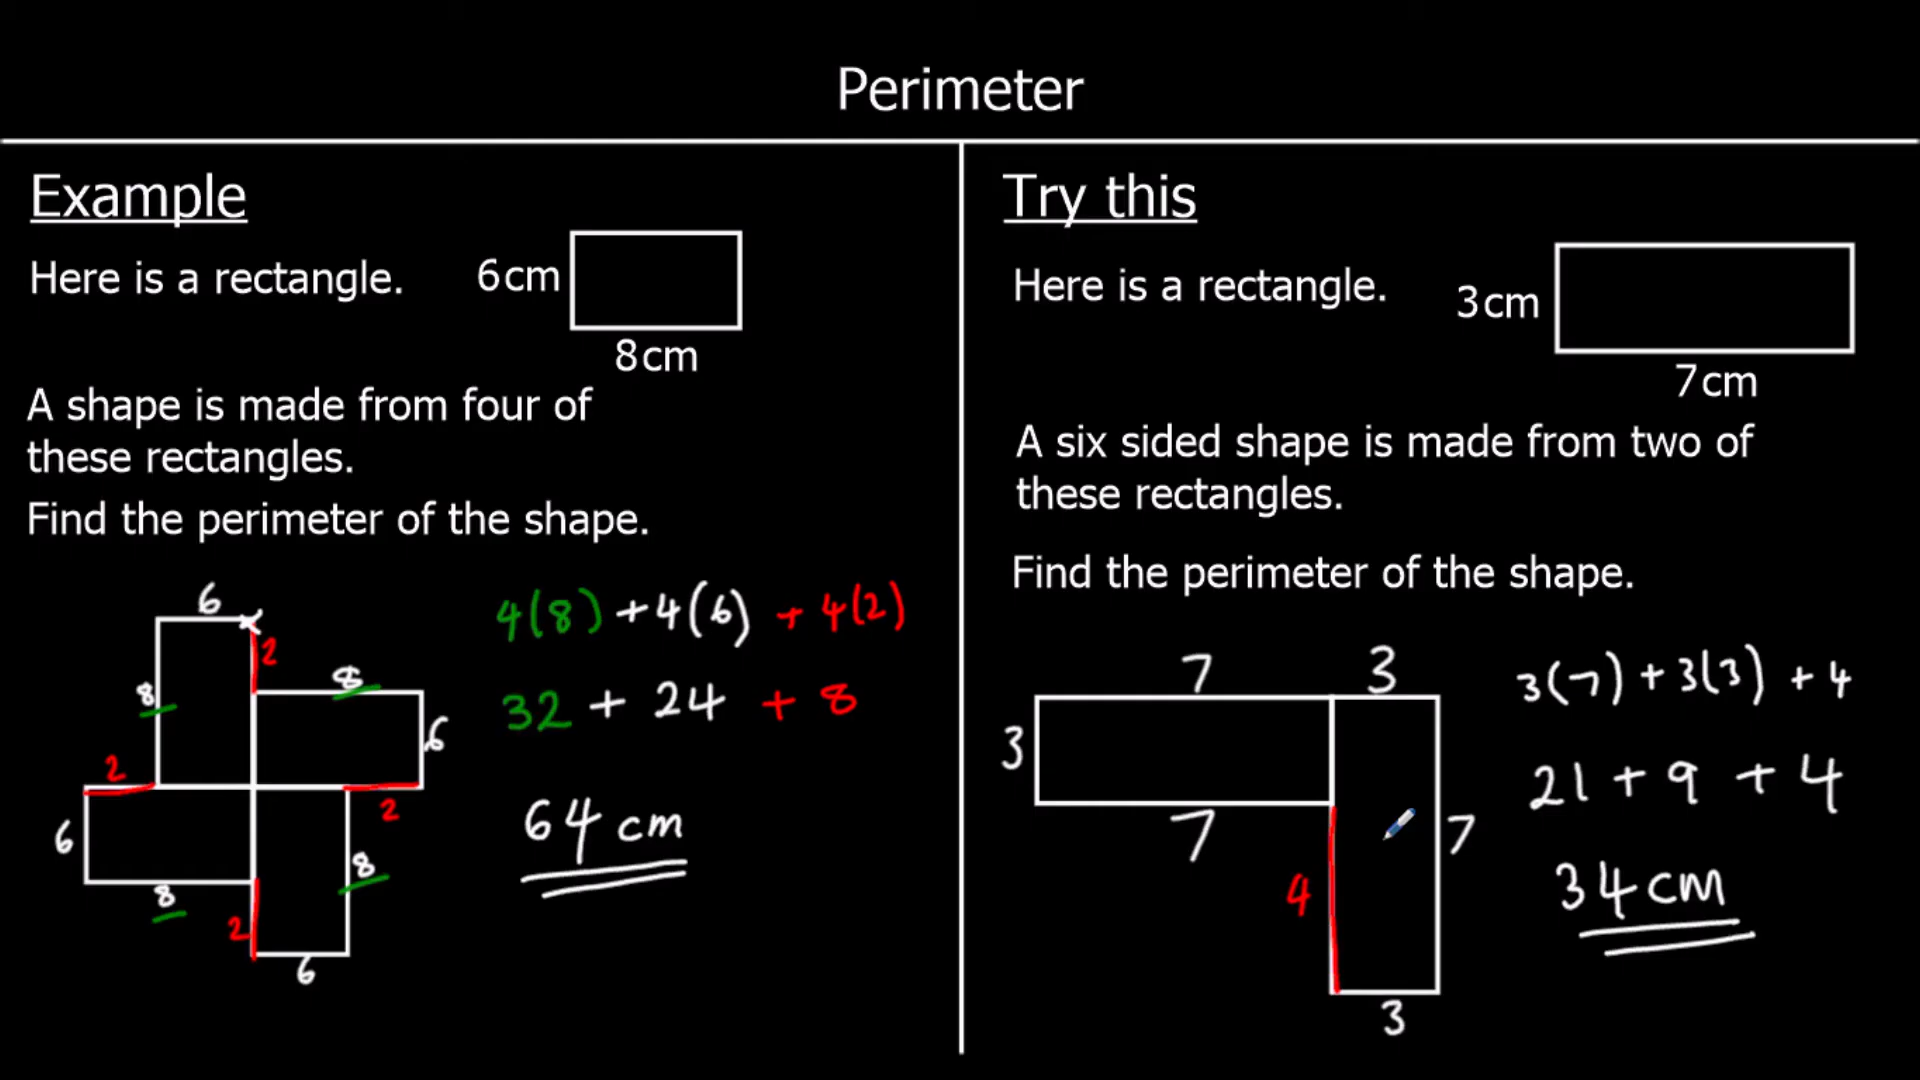 Perimeter
Example
Here is a rectangle.
6cm
8cm
A shape is made from four of
these rectangles.
Find the perimeter of the shape.
6
2
8
8
6
2
2
6
8
8
2
6
4(8) + 4(6) + 4(2)
32 + 24 + 8
64 cm
Try this
Here is a rectangle.
3cm
7cm
A six sided shape is made from two of
these rectangles.
Find the perimeter of the shape.
7
3
3
7
7
4
3
3(7) + 3(3) + 4
21 + 9 + 4
34cm